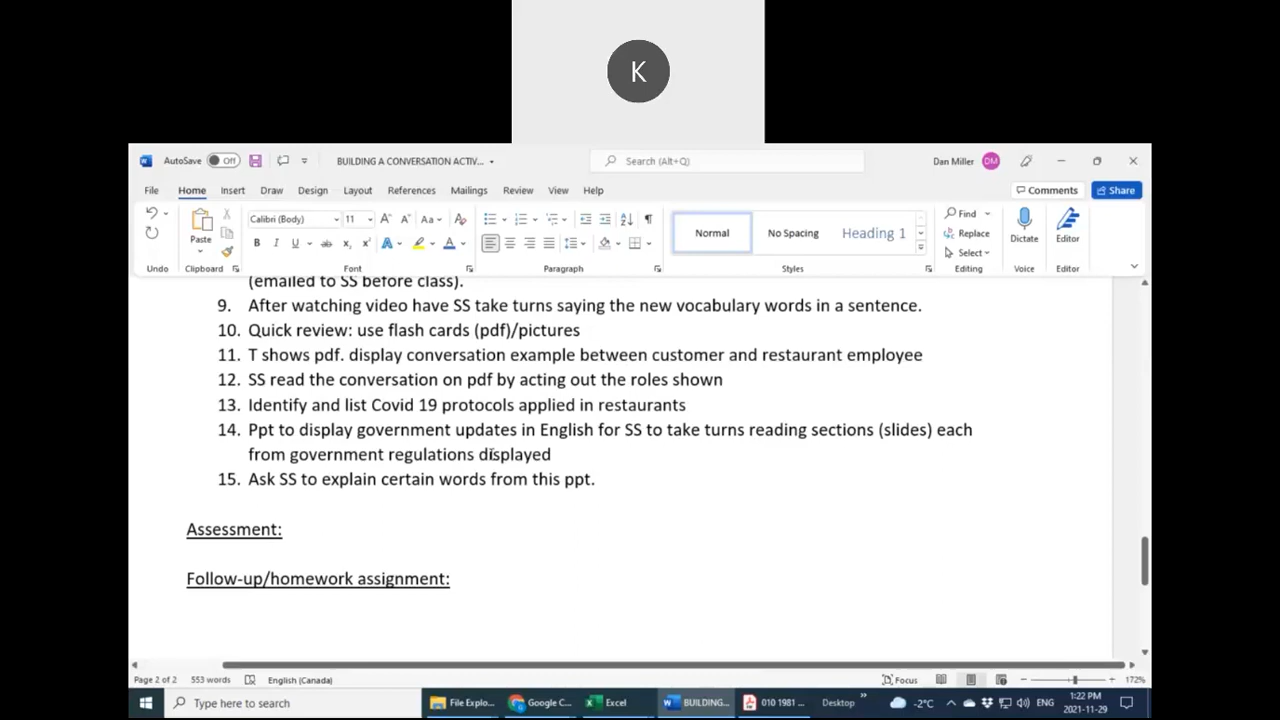 K
AutoSave Off
BUILDING A CONVERSATION ACTIV...
Search (Alt+Q)
Dan Miller DM
File Home Insert Draw Design Layout References Mailings Review View Help
Comments Share
Calibri (Body) 11
Aa
Normal No Spacing Heading 1
Find
Paste
B I U ab x₂ x² A A
Replace
Select
Dictate Editor
Undo Clipboard Font Paragraph Styles Editing Voice Editor
(emailed to SS before class).
9. After watching video have SS take turns saying the new vocabulary words in a sentence.
10. Quick review: use flash cards (pdf)/pictures
11. T shows pdf. display conversation example between customer and restaurant employee
12. SS read the conversation on pdf by acting out the roles shown
13. Identify and list Covid 19 protocols applied in restaurants
14. Ppt to display government updates in English for SS to take turns reading sections (slides) each
from government regulations displayed
15. Ask SS to explain certain words from this ppt.
Assessment:
Follow-up/homework assignment:
Page 2 of 2 553 words English (Canada) Focus 172%
Type here to search
File Explo... Google C... Excel BUILDING... 010 1981 ... Desktop -2°C ENG
1:22 PM
2021-11-29